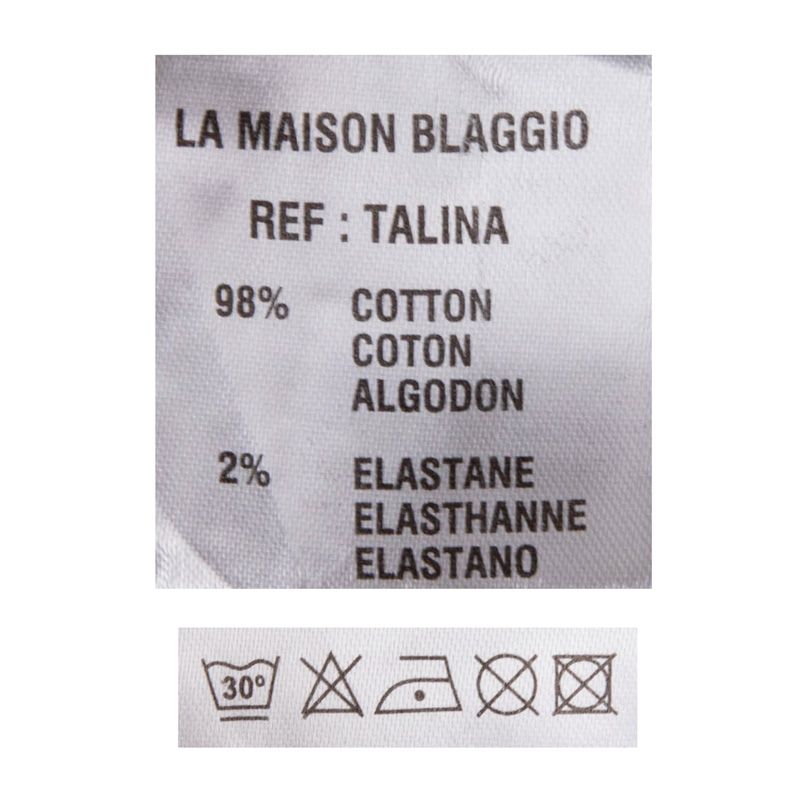 LA MAISON BLAGGIO
REF : TALINA
98% COTTON
COTON
ALGODON
2% ELASTANE
ELASTHANNE
ELASTANO
30°